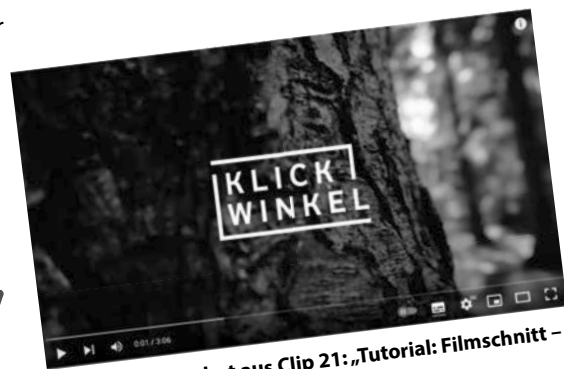 KLICK
WINKEL
0:01 / 3:06
aus Clip 21: „Tutorial: Filmschnitt –